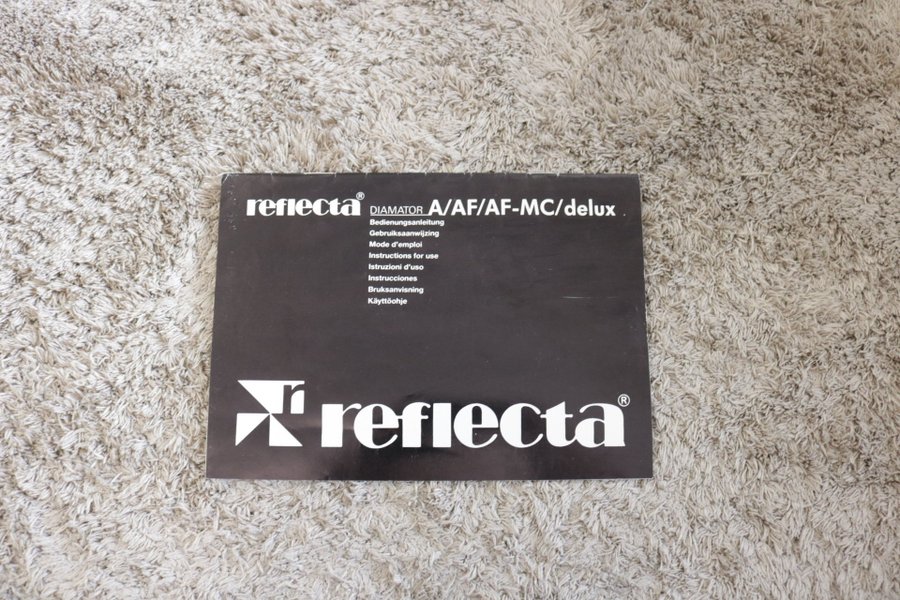 reflecta® DIAMATOR A/AF/AF-MC/delux
Bedienungsanleitung
Gebruiksaanwijzing
Mode d'emploi
Instructions for use
Istruzioni d'uso
Instrucciones
Bruksanvisning
Käyttöohje
r reflecta®